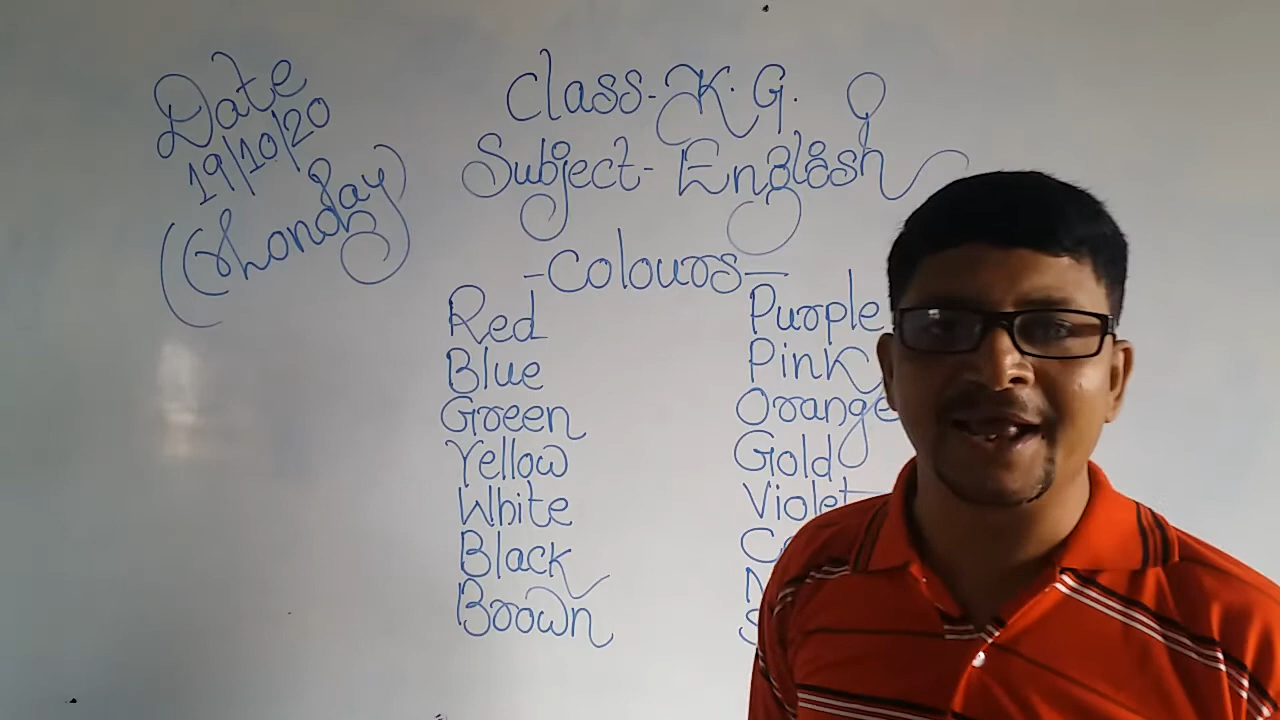 Date
19/10/20
(Monday)
Class-K.G.
Subject-English
-Colours-
Red
Blue
Green
Yellow
White
Black
Brown
Purple
Pink
Orange
Gold
Violet